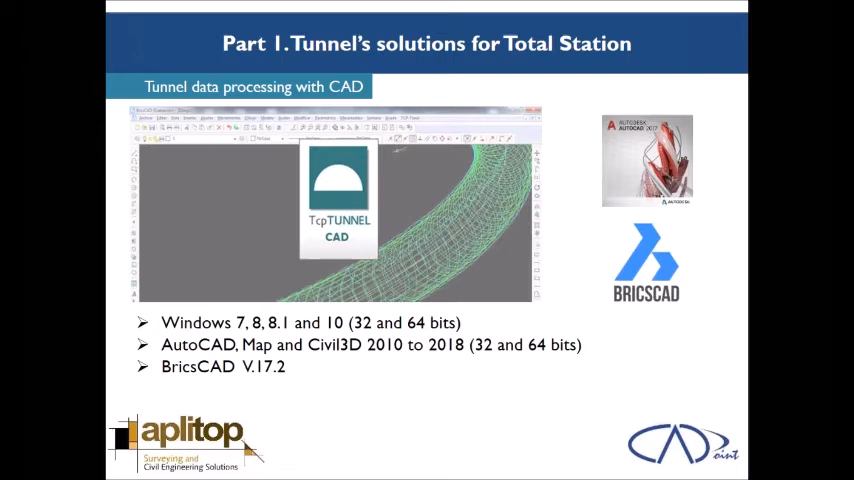 Part 1. Tunnel's solutions for Total Station
Tunnel data processing with CAD
TcpTUNNEL
CAD
AUTODESK
AUTOCAD 2017
BRICSCAD
Windows 7, 8, 8.1 and 10 (32 and 64 bits)
AutoCAD, Map and Civil3D 2010 to 2018 (32 and 64 bits)
BricsCAD V.17.2
aplitop
Surveying and
Civil Engineering Solutions
CADPoint